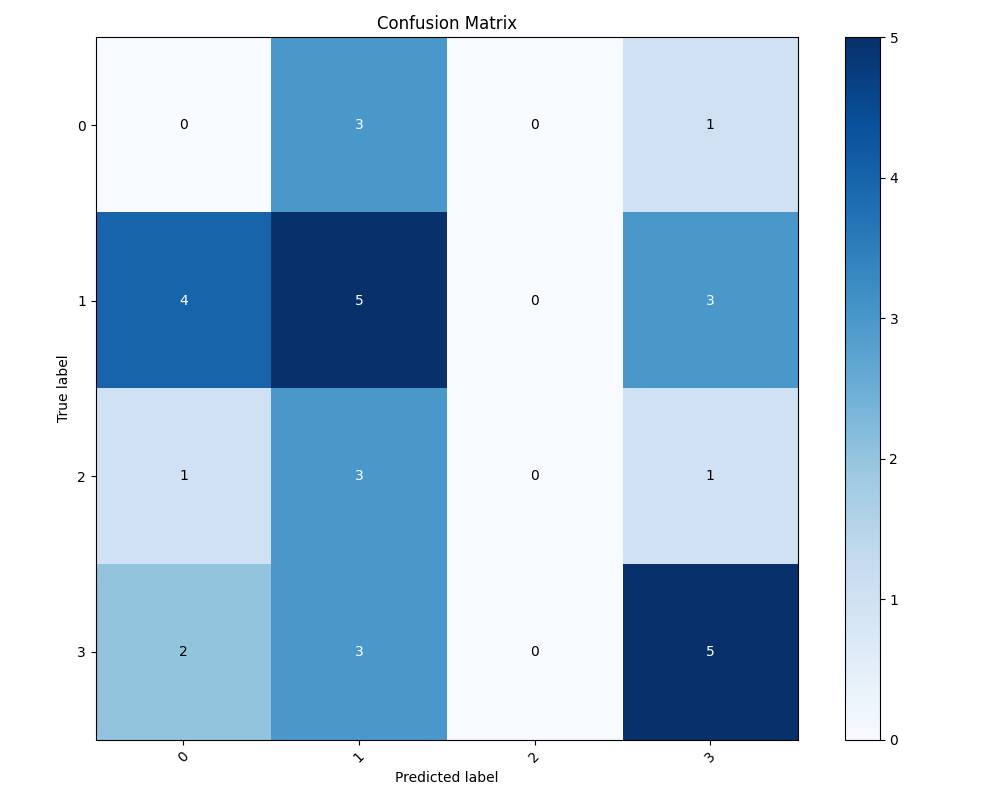 Confusion Matrix
True label
0 0 3 0 1
1 4 5 0 3
2 1 3 0 1
3 2 3 0 5
0 1 2 3
Predicted label
5
4
3
2
1
0